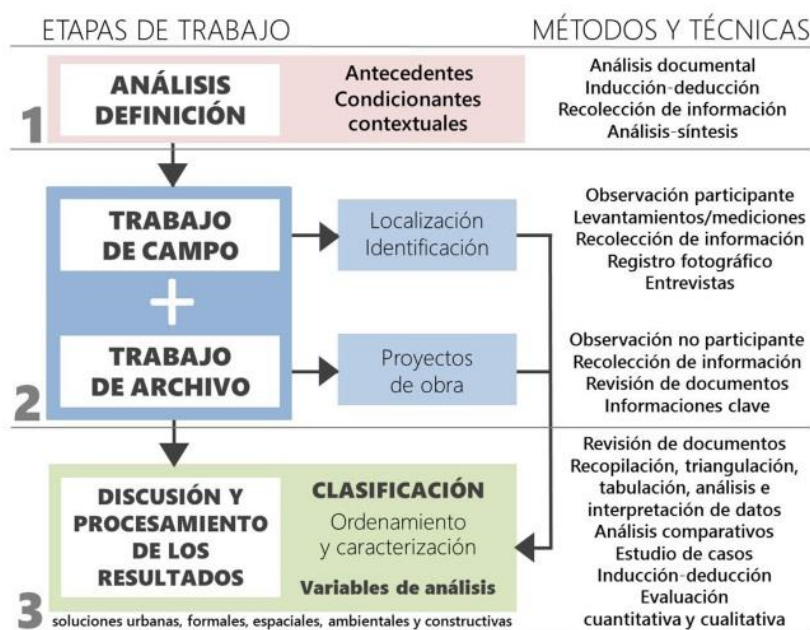 ETAPAS DE TRABAJO
MÉTODOS Y TÉCNICAS
1
ANÁLISIS
DEFINICIÓN
Antecedentes
Condicionantes
contextuales
Análisis documental
Inducción-deducción
Recolección de información
Análisis-síntesis
2
TRABAJO
DE CAMPO
+
TRABAJO
DE ARCHIVO
Localización
Identificación
Proyectos
de obra
Observación participante
Levantamientos/mediciones
Recolección de información
Registro fotográfico
Entrevistas
Observación no participante
Recolección de información
Revisión de documentos
Informaciones clave
3
DISCUSIÓN Y
PROCESAMIENTO
DE LOS
RESULTADOS
CLASIFICACIÓN
Ordenamiento
y caracterización
Variables de análisis
soluciones urbanas, formales, espaciales, ambientales y constructivas
Revisión de documentos
Recopilación, triangulación,
tabulación, análisis e
interpretación de datos
Análisis comparativos
Estudio de casos
Inducción-deducción
Evaluación
cuantitativa y cualitativa